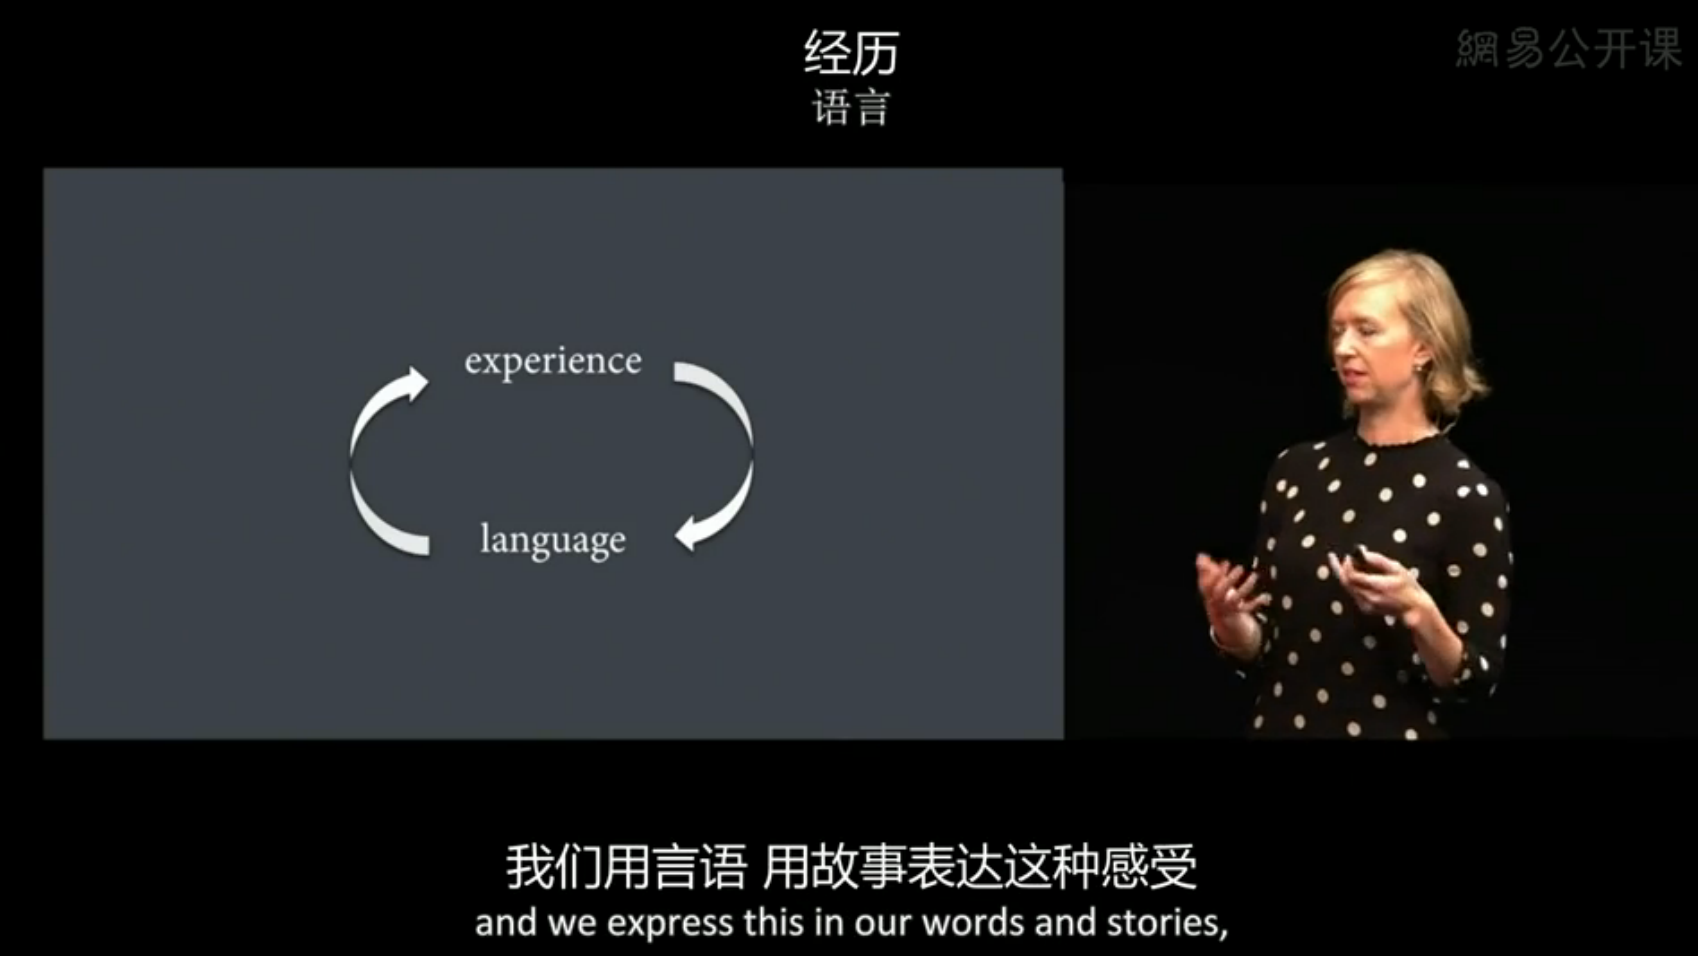 经历
语言
網易公开课
experience
language
我们用言语 用故事表达这种感受
and we express this in our words and stories,